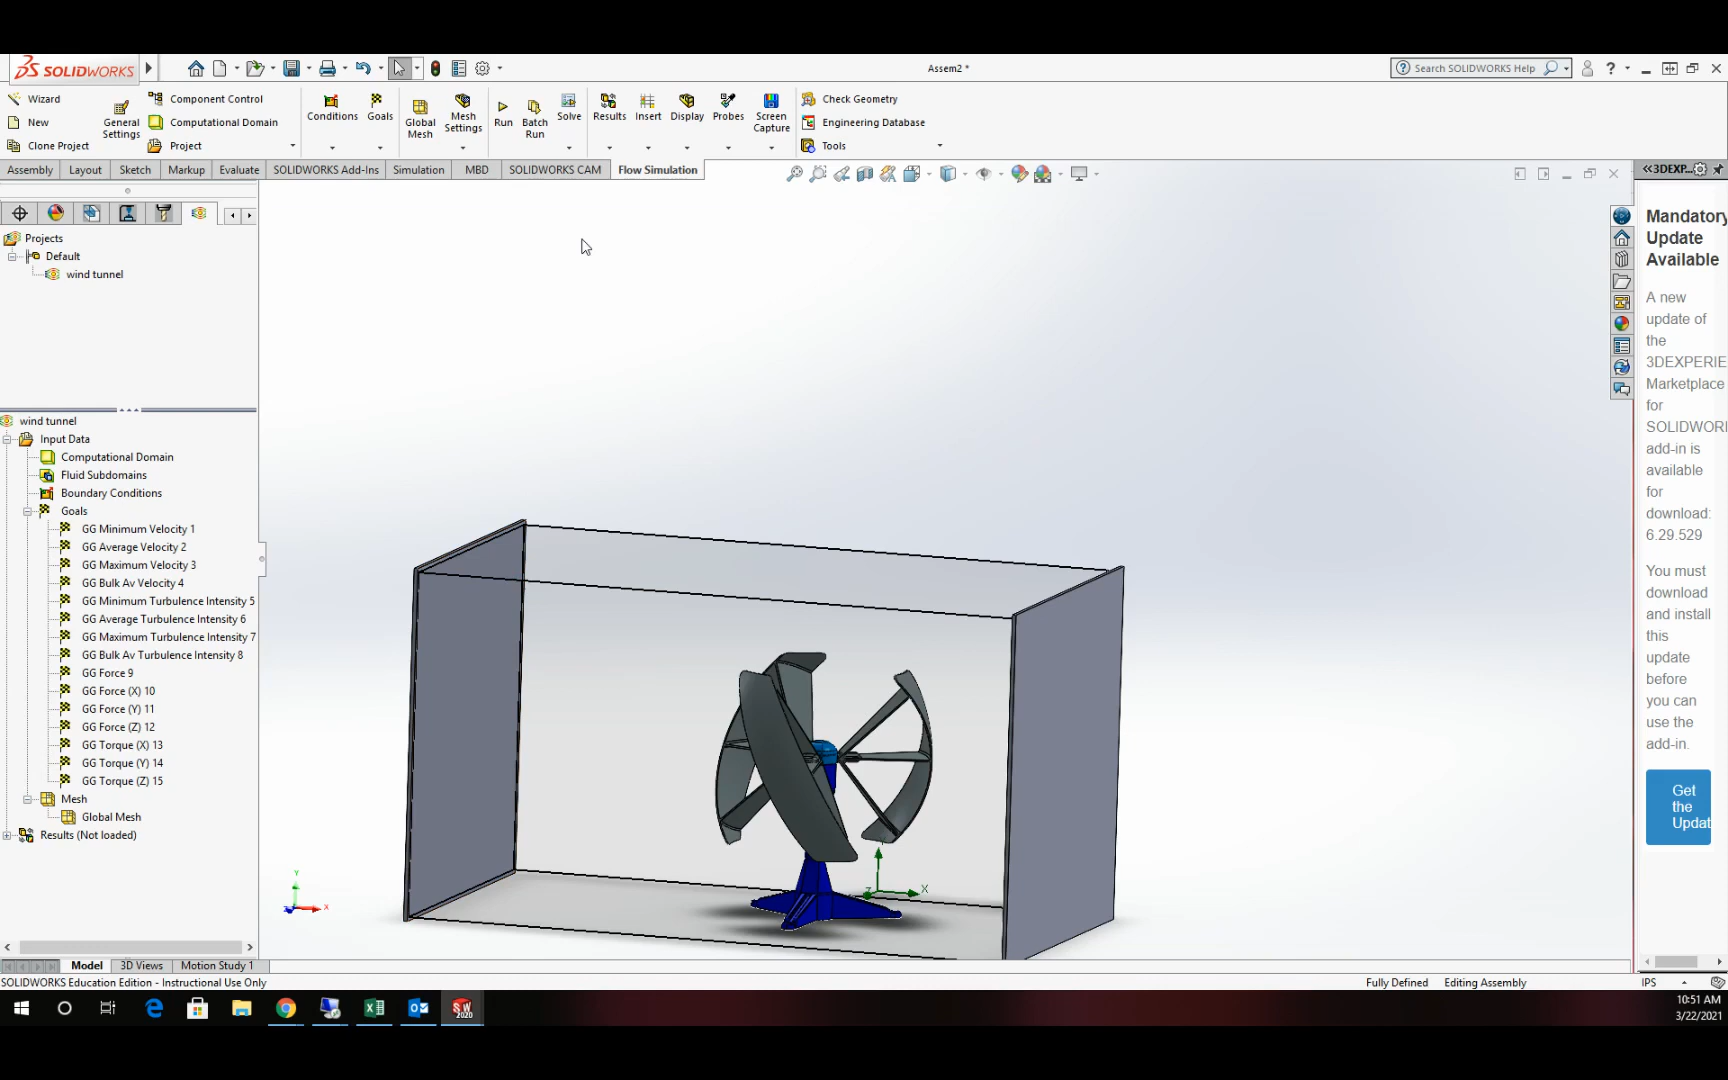 SOLIDWORKS
Assem2 *
Search SOLIDWORKS Help
Wizard
New
Clone Project
General
Settings
Component Control
Computational Domain
Project
Conditions
Goals
Global
Mesh
Mesh
Settings
Run
Batch
Run
Solve
Results
Insert
Display
Probes
Screen
Capture
Check Geometry
Engineering Database
Tools
Assembly
Layout
Sketch
Markup
Evaluate
SOLIDWORKS Add-Ins
Simulation
MBD
SOLIDWORKS CAM
Flow Simulation
Projects
Default
wind tunnel
wind tunnel
Input Data
Computational Domain
Fluid Subdomains
Boundary Conditions
Goals
GG Minimum Velocity 1
GG Average Velocity 2
GG Maximum Velocity 3
GG Bulk Av Velocity 4
GG Minimum Turbulence Intensity 5
GG Average Turbulence Intensity 6
GG Maximum Turbulence Intensity 7
GG Bulk Av Turbulence Intensity 8
GG Force 9
GG Force (X) 10
GG Force (Y) 11
GG Force (Z) 12
GG Torque (X) 13
GG Torque (Y) 14
GG Torque (Z) 15
Mesh
Global Mesh
Results (Not loaded)
Y
X
X
Z
3DEXP...
Mandatory
Update
Available
A new
update of
the
3DEXPERIE
Marketplace
for
SOLIDWORI
add-in is
available
for
download:
6.29.529
You must
download
and install
this
update
before
you can
use the
add-in.
Get
the
Updat
Model
3D Views
Motion Study 1
SOLIDWORKS Education Edition - Instructional Use Only
Fully Defined
Editing Assembly
IPS
SW
2020
10:51 AM
3/22/2021